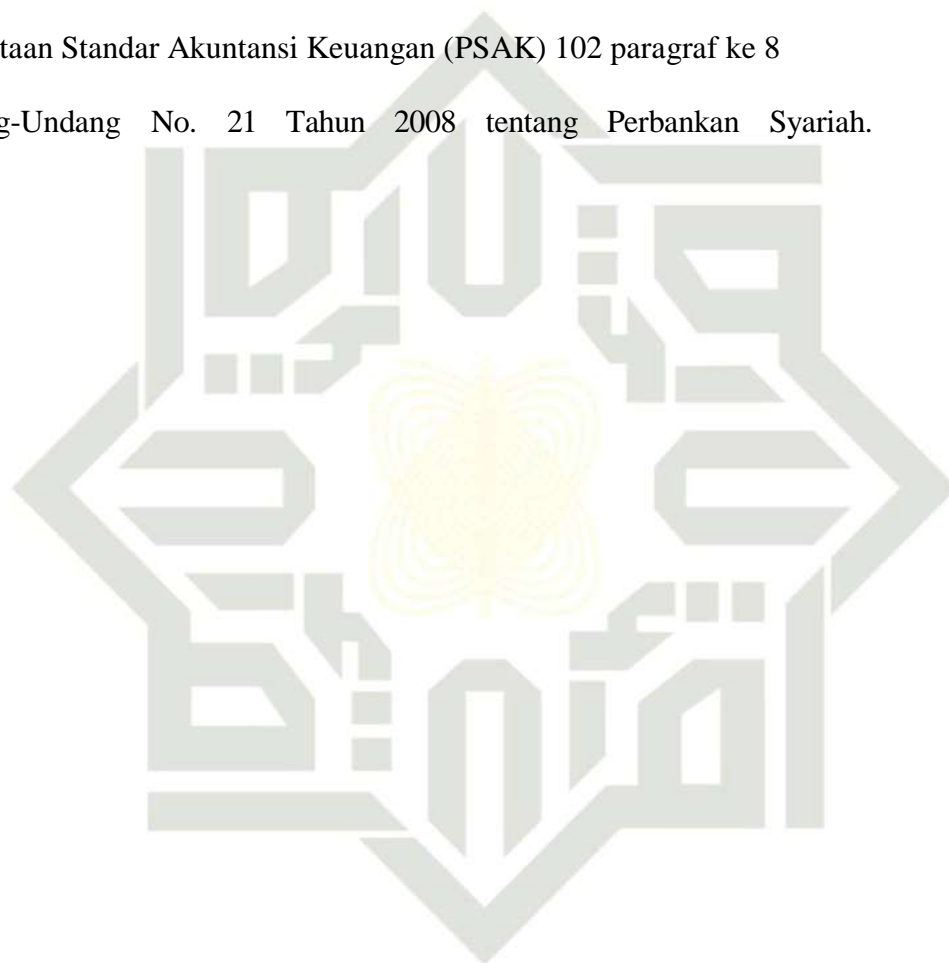 taan Standar Akuntansi Keuangan (PSAK) 102 paragraf ke 8
g-Undang No. 21 Tahun 2008 tentang Perbankan Syariah.